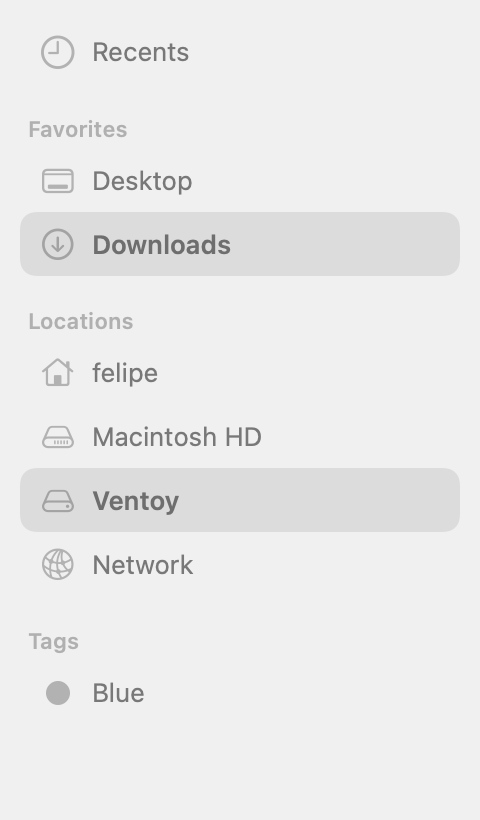 Recents
Favorites
Desktop
Downloads
Locations
felipe
Macintosh HD
Ventoy
Network
Tags
Blue